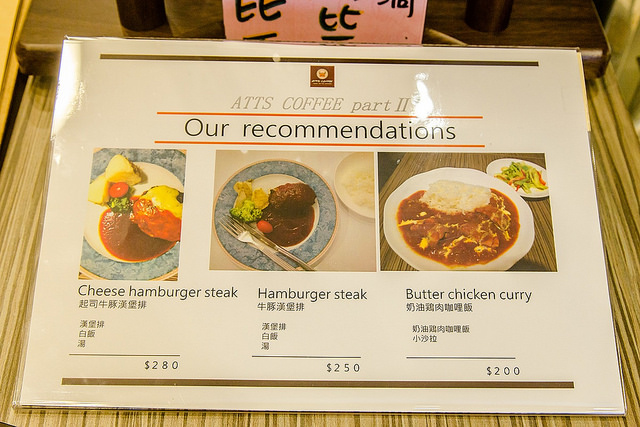 ATTS COFFEE part II
Our recommendations
Cheese hamburger steak
起司牛豚漢堡排
漢堡排
白飯
湯
$280
Hamburger steak
牛豚漢堡排
漢堡排
白飯
湯
$250
Butter chicken curry
奶油鶏肉咖哩飯
奶油鶏肉咖哩飯
小沙拉
$200